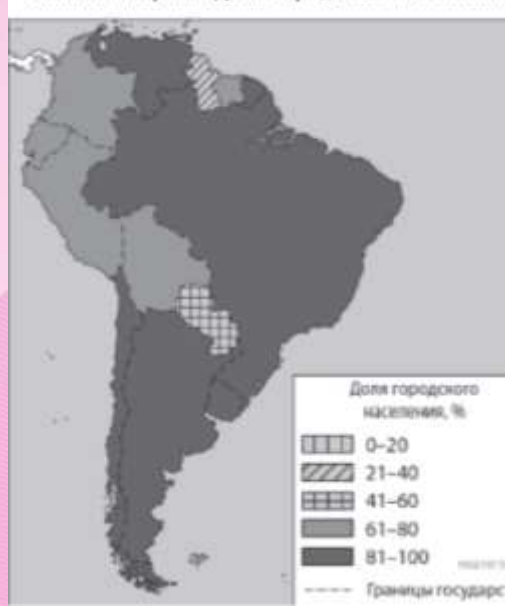 Доля городского
населения, %
0–20
21–40
41–60
61–80
81–100
Границы государс